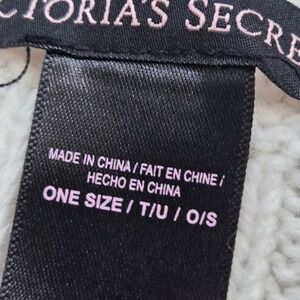 CTORIA'S SECRE
MADE IN CHINA / FAIT EN CHINE /
HECHO EN CHINA
ONE SIZE / T/U / O/S